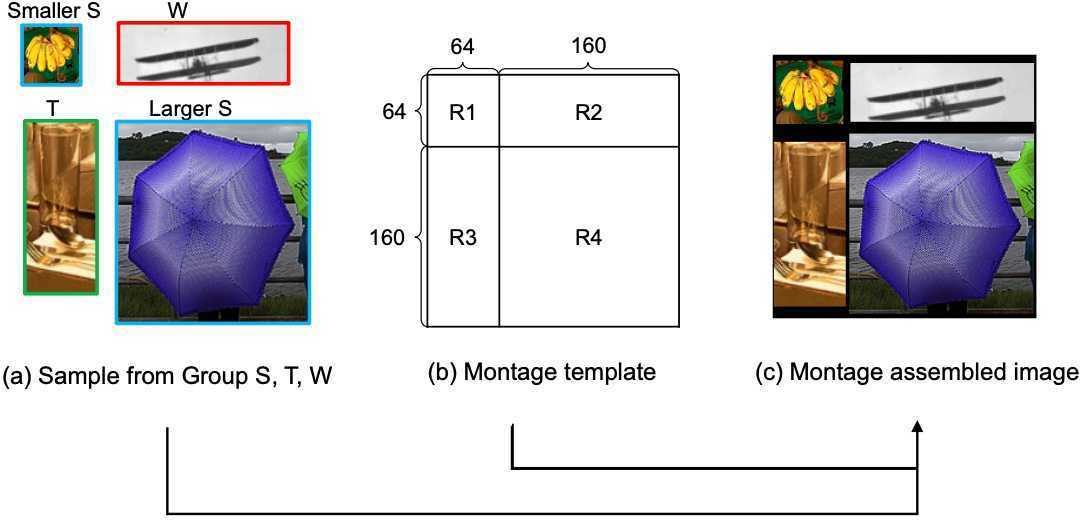 Smaller S
W
T
Larger S
64
160
64
R1
R2
160
R3
R4
(a) Sample from Group S, T, W
(b) Montage template
(c) Montage assembled image